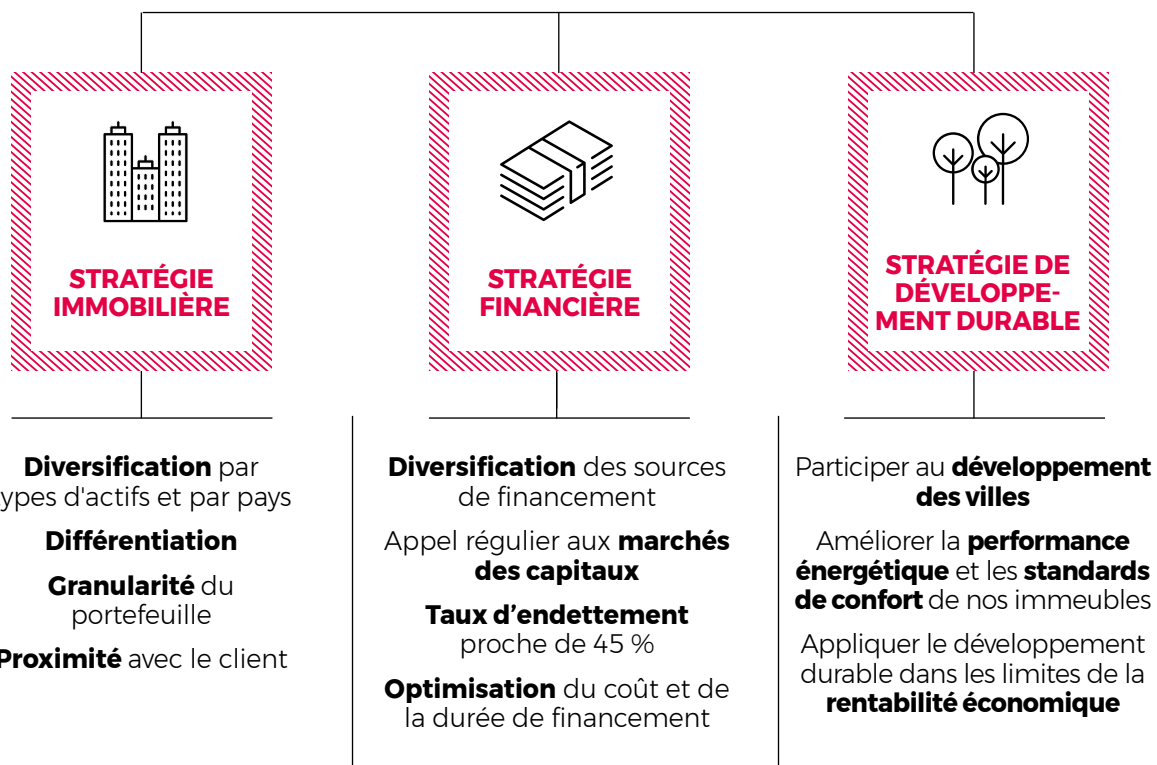 STRATÉGIE
IMMOBILIÈRE
Diversification par
ypes d'actifs et par pays
Différentiation
Granularité du
portefeuille
Proximité avec le client
STRATÉGIE
FINANCIÈRE
Diversification des sources
de financement
Appel régulier aux marchés
des capitaux
Taux d’endettement
proche de 45 %
Optimisation du coût et de
la durée de financement
STRATÉGIE DE
DÉVELOPPE-
MENT DURABLE
Participer au développement
des villes
Améliorer la performance
énergétique et les standards
de confort de nos immeubles
Appliquer le développement
durable dans les limites de la
rentabilité économique